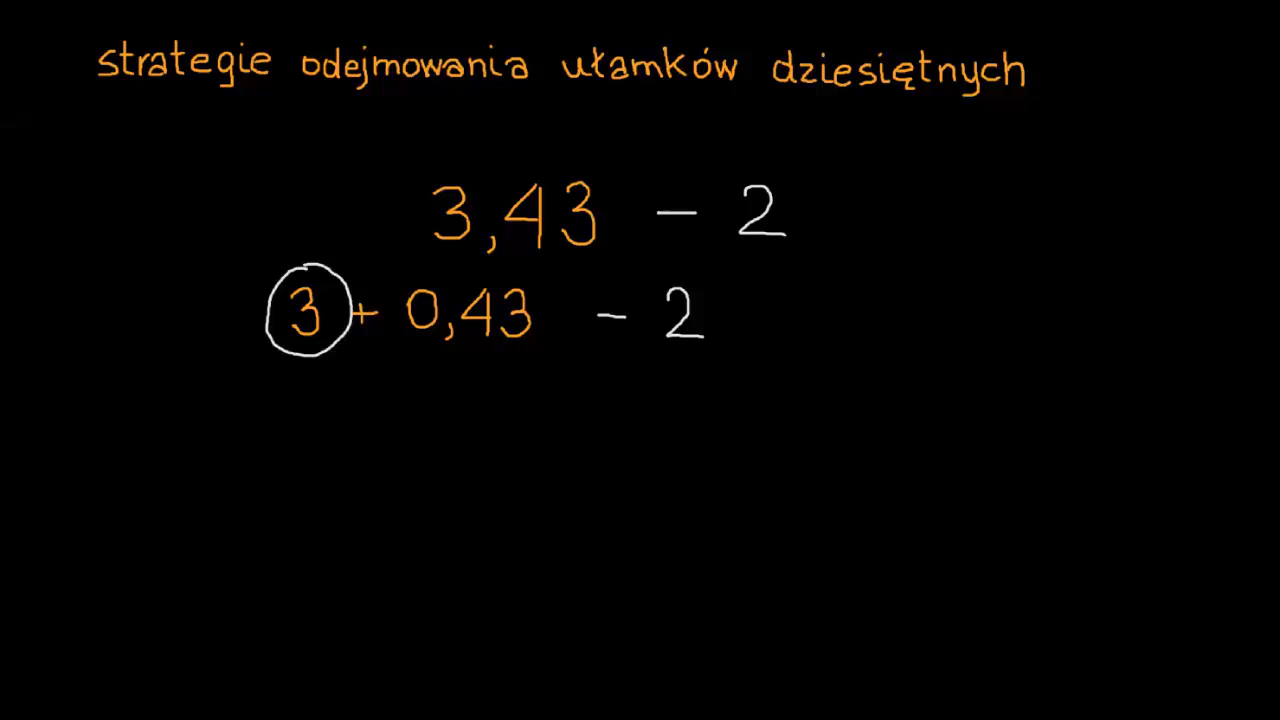 strategie odejmowania ułamków dziesiętnych
3,43 - 2
3 + 0,43 - 2